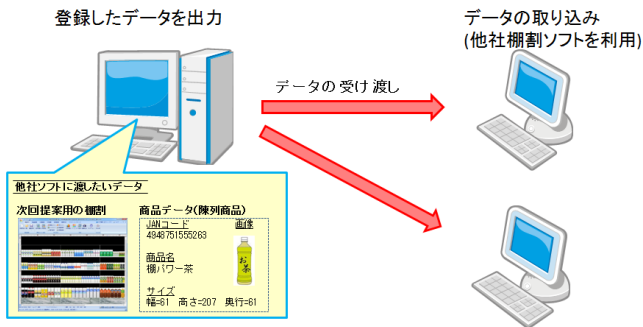 登録したデータを出力
データの取り込み
(他社棚割ソフトを利用)
データの受け渡し
他社ソフトに渡したいデータ
次回提案用の棚割
商品データ(陳列商品)
JANコード
画像
4948751555263
商品名
棚パワー茶
サイズ
幅=61 高さ=207 奥行=61
お茶